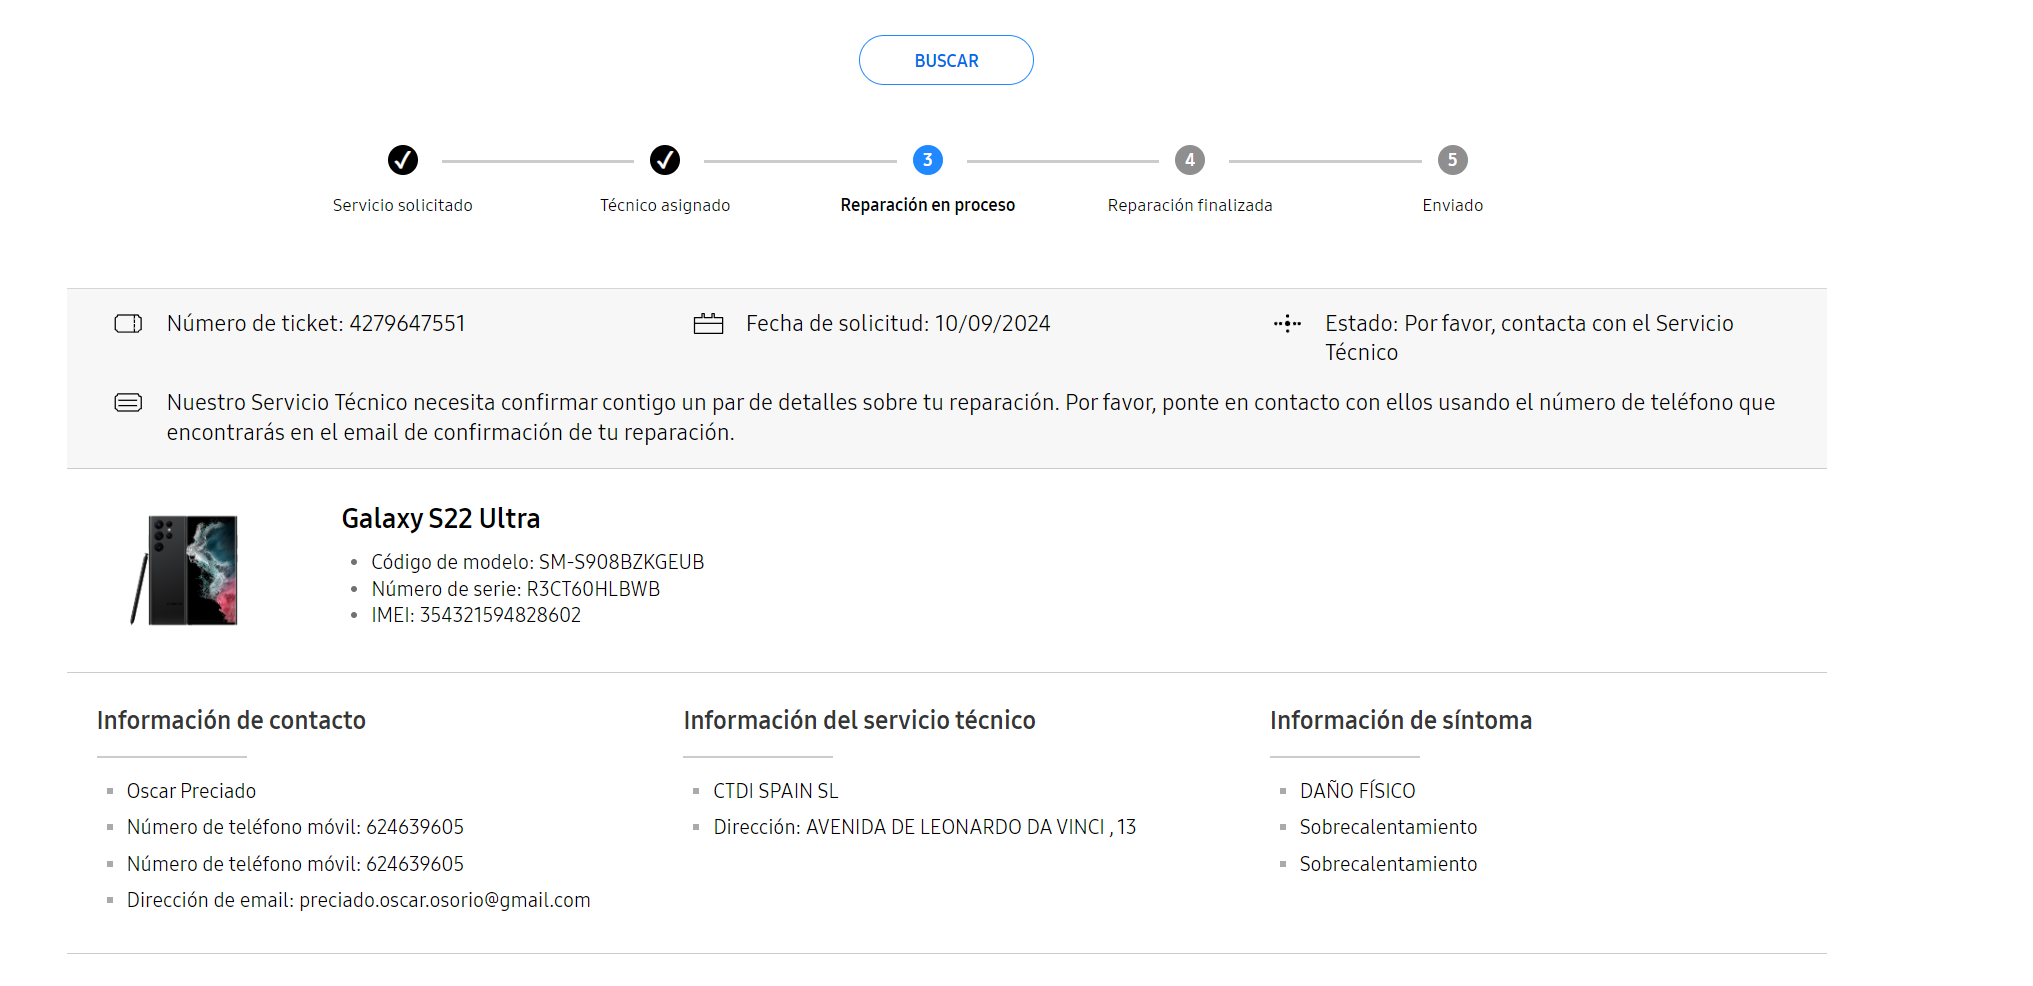 BUSCAR
3
4
5
Servicio solicitado
Técnico asignado
Reparación en proceso
Reparación finalizada
Enviado
Número de ticket: 4279647551
Fecha de solicitud: 10/09/2024
Estado: Por favor, contacta con el Servicio
Técnico
Nuestro Servicio Técnico necesita confirmar contigo un par de detalles sobre tu reparación. Por favor, ponte en contacto con ellos usando el número de teléfono que
encontrarás en el email de confirmación de tu reparación.
Galaxy S22 Ultra
Código de modelo: SM-S908BZKGEUB
Número de serie: R3CT60HLBWB
IMEI: 354321594828602
Información de contacto
Oscar Preciado
Número de teléfono móvil: 624639605
Número de teléfono móvil: 624639605
Dirección de email: preciado.oscar.osorio@gmail.com
Información del servicio técnico
CTDI SPAIN SL
Dirección: AVENIDA DE LEONARDO DA VINCI , 13
Información de síntoma
DAÑO FÍSICO
Sobrecalentamiento
Sobrecalentamiento